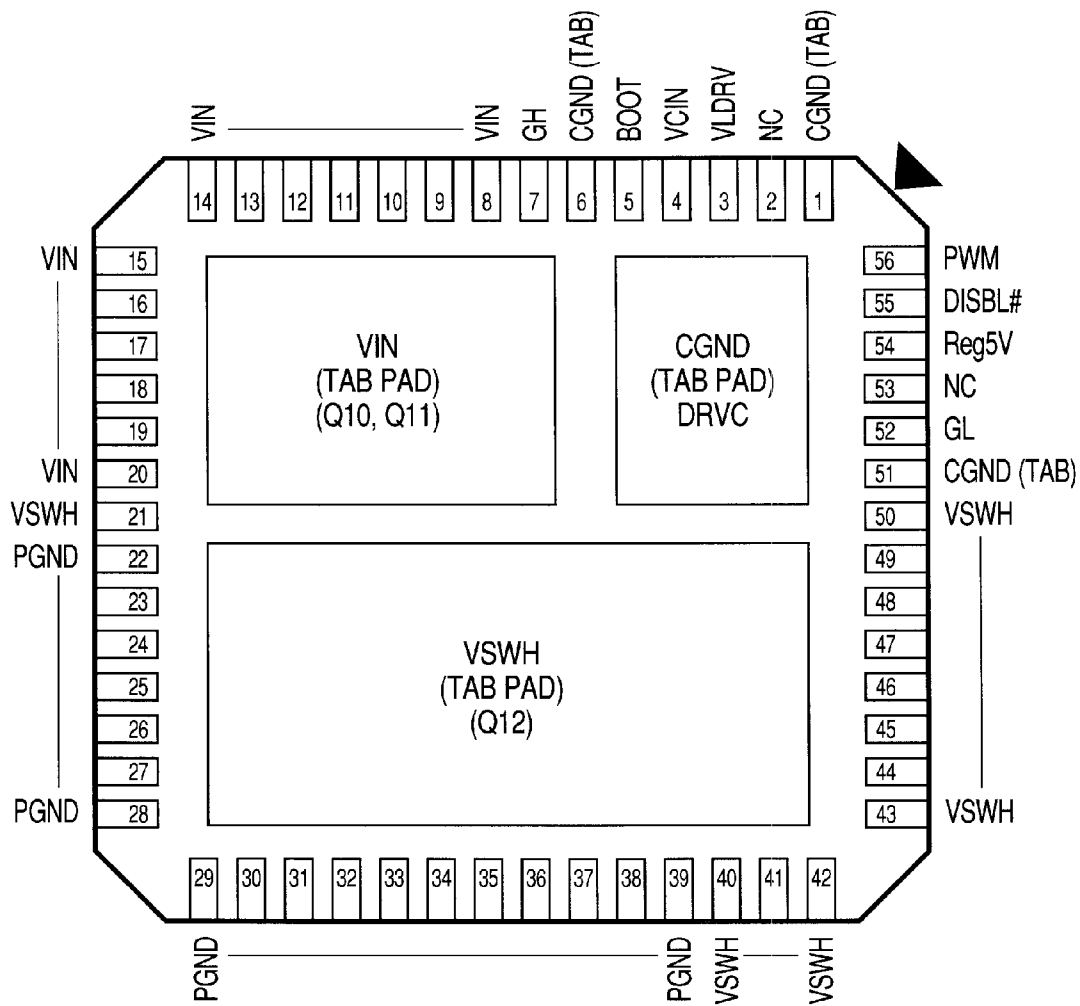 VIN VIN GH CGND (TAB) BOOT VCIN VLDRV NC CGND (TAB)
14 13 12 11 10 9 8 7 6 5 4 3 2 1
VIN 15
16
17
18
19
VIN 20
VSWH 21
PGND 22
23
24
25
26
27
PGND 28
VIN
(TAB PAD)
(Q10, Q11)
CGND
(TAB PAD)
DRVC
VSWH
(TAB PAD)
(Q12)
56 PWM
55 DISBL#
54 Reg5V
53 NC
52 GL
51 CGND (TAB)
50 VSWH
49
48
47
46
45
44
43 VSWH
29 30 31 32 33 34 35 36 37 38 39 40 41 42
PGND PGND VSWH VSWH